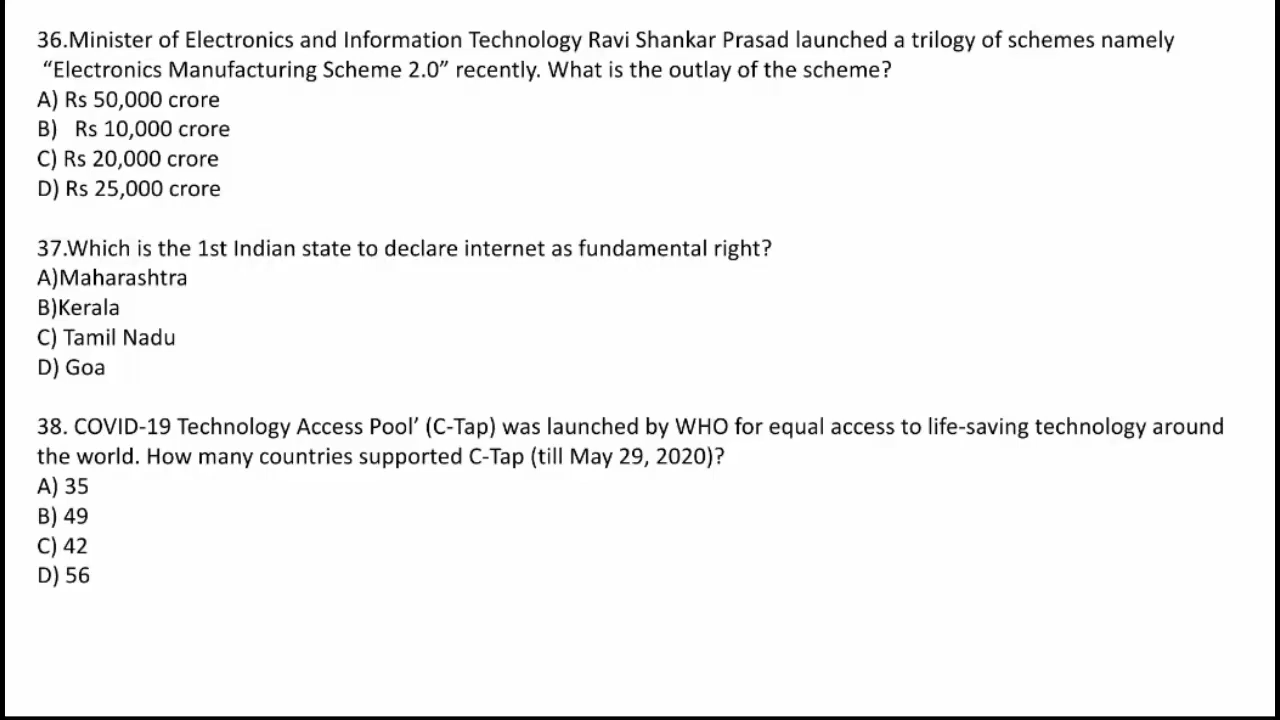 36.Minister of Electronics and Information Technology Ravi Shankar Prasad launched a trilogy of schemes namely
“Electronics Manufacturing Scheme 2.0” recently. What is the outlay of the scheme?
A) Rs 50,000 crore
B)   Rs 10,000 crore
C) Rs 20,000 crore
D) Rs 25,000 crore
37.Which is the 1st Indian state to declare internet as fundamental right?
A)Maharashtra
B)Kerala
C) Tamil Nadu
D) Goa
38. COVID-19 Technology Access Pool’ (C-Tap) was launched by WHO for equal access to life-saving technology around
the world. How many countries supported C-Tap (till May 29, 2020)?
A) 35
B) 49
C) 42
D) 56